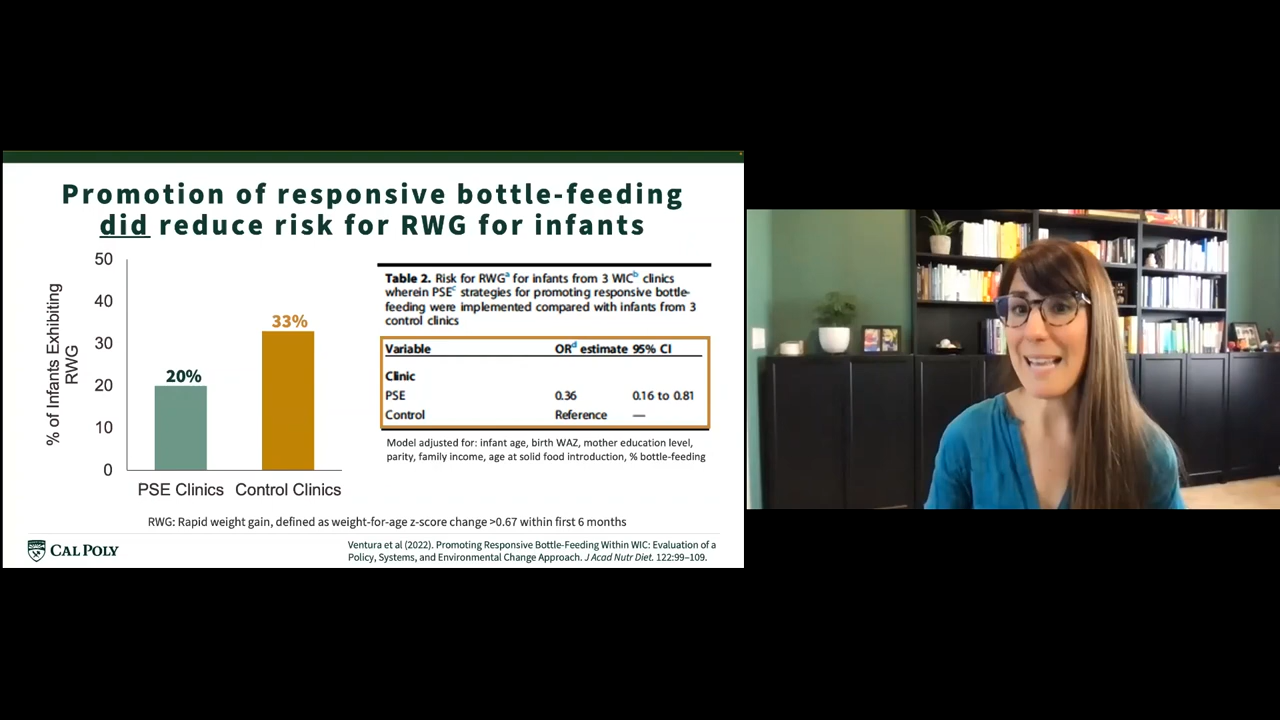 Promotion of responsive bottle-feeding
did reduce risk for RWG for infants
% of Infants Exhibiting
RWG
50
40
30
20
10
0
20%
33%
PSE Clinics
Control Clinics
Table 2. Risk for RWGa for infants from 3 WICb clinics
wherein PSEc strategies for promoting responsive bottle-
feeding were implemented compared with infants from 3
control clinics
Variable ORd estimate 95% CI
Clinic
PSE 0.36 0.16 to 0.81
Control Reference —
Model adjusted for: infant age, birth WAZ, mother education level,
parity, family income, age at solid food introduction, % bottle-feeding
RWG: Rapid weight gain, defined as weight-for-age z-score change >0.67 within first 6 months
CAL POLY
Ventura et al (2022). Promoting Responsive Bottle-Feeding Within WIC: Evaluation of a
Policy, Systems, and Environmental Change Approach. J Acad Nutr Diet. 122:99–109.